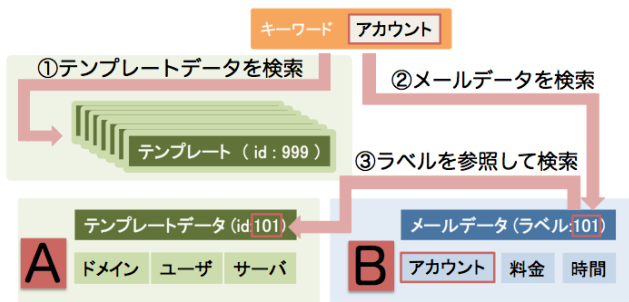 キーワード アカウント
①テンプレートデータを検索
②メールデータを検索
テンプレート ( id : 999 )
③ラベルを参照して検索
テンプレートデータ(id:101)
メールデータ(ラベル:101)
A
ドメイン ユーザ サーバ
B
アカウント 料金 時間